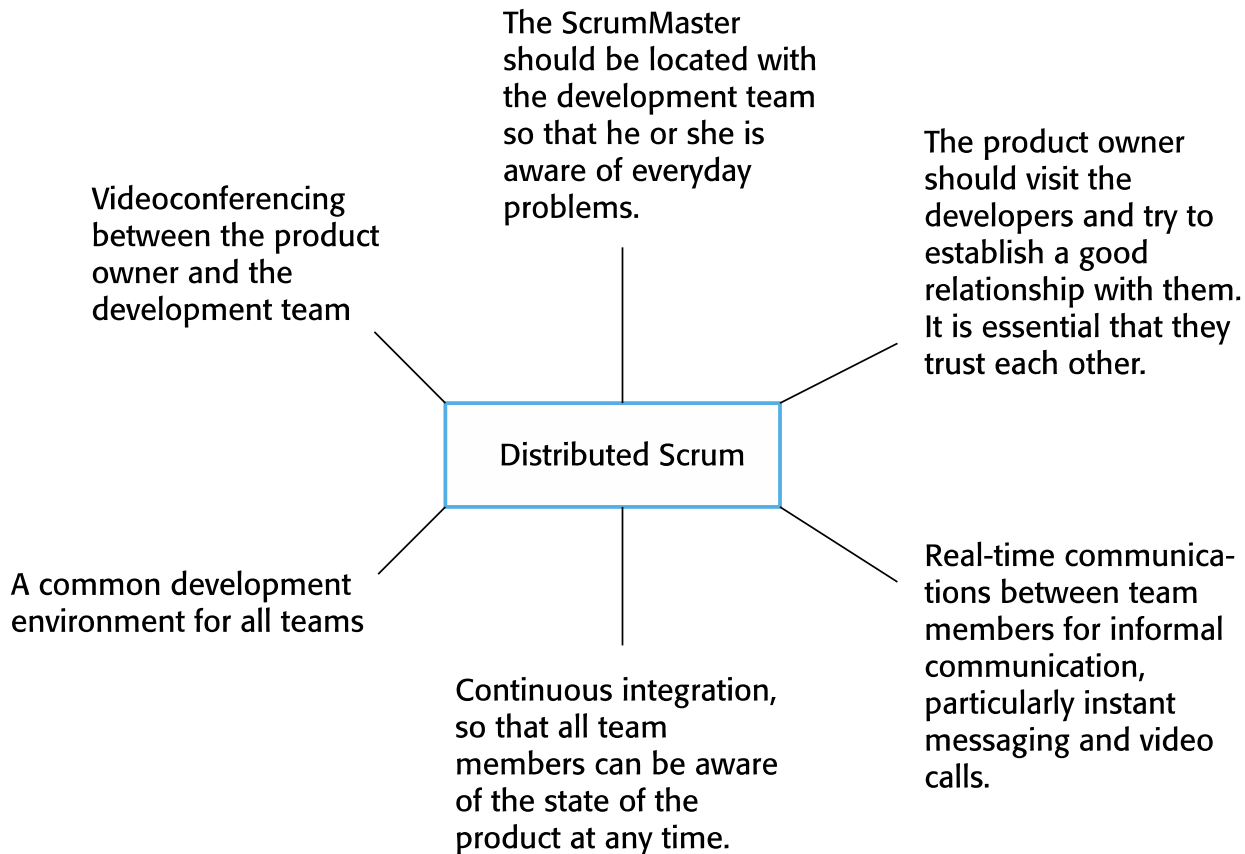 The ScrumMaster
should be located with
the development team
so that he or she is
aware of everyday
problems.
Videoconferencing
between the product
owner and the
development team
The product owner
should visit the
developers and try to
establish a good
relationship with them.
It is essential that they
trust each other.
Distributed Scrum
A common development
environment for all teams
Continuous integration,
so that all team
members can be aware
of the state of the
product at any time.
Real-time communica-
tions between team
members for informal
communication,
particularly instant
messaging and video
calls.